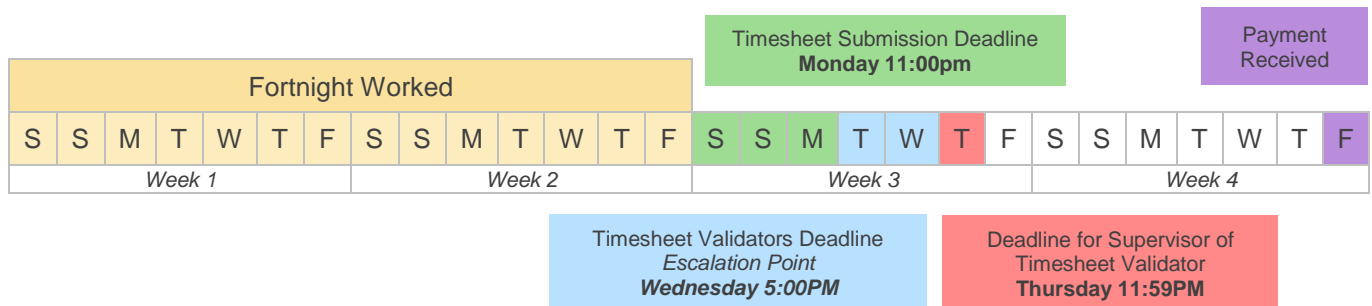 Timesheet Submission Deadline
Monday 11:00pm
Payment
Received
Fortnight Worked
S S M T W T F S S M T W T F S S M T W T F S S M T W T F
Week 1 Week 2 Week 3 Week 4
Timesheet Validators Deadline
Escalation Point
Wednesday 5:00PM
Deadline for Supervisor of
Timesheet Validator
Thursday 11:59PM